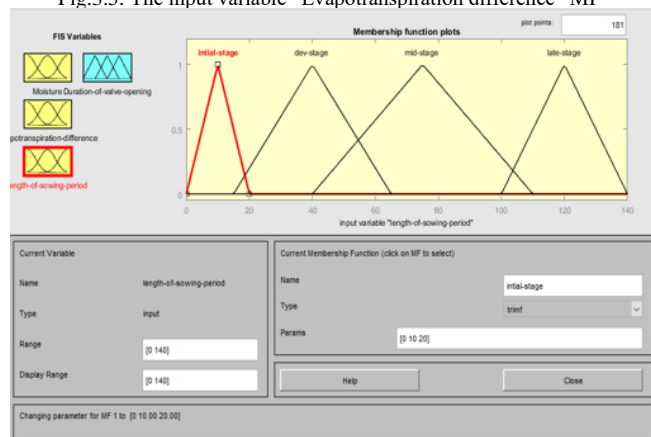 Fig.3.3: The input variable "Evapotranspiration difference" MF
FIS Variables
Membership function plots
plot points:
181
Moisture
Duration-of-valve-opening
potranspiration-difference
ength-of-sowing-period
intial-stage
dev-stage
mid-stage
late-stage
1
0.5
0
0
20
40
60
80
100
120
140
input variable "length-of-sowing-period"
Current Variable
Name
length-of-sowing-period
Type
input
Range
[0 140]
Display Range
[0 140]
Current Membership Function (click on MF to select)
Name
intial-stage
Type
trimf
Params
[0 10 20]
Help
Close
Changing parameter for MF 1 to [0 10.00 20.00]